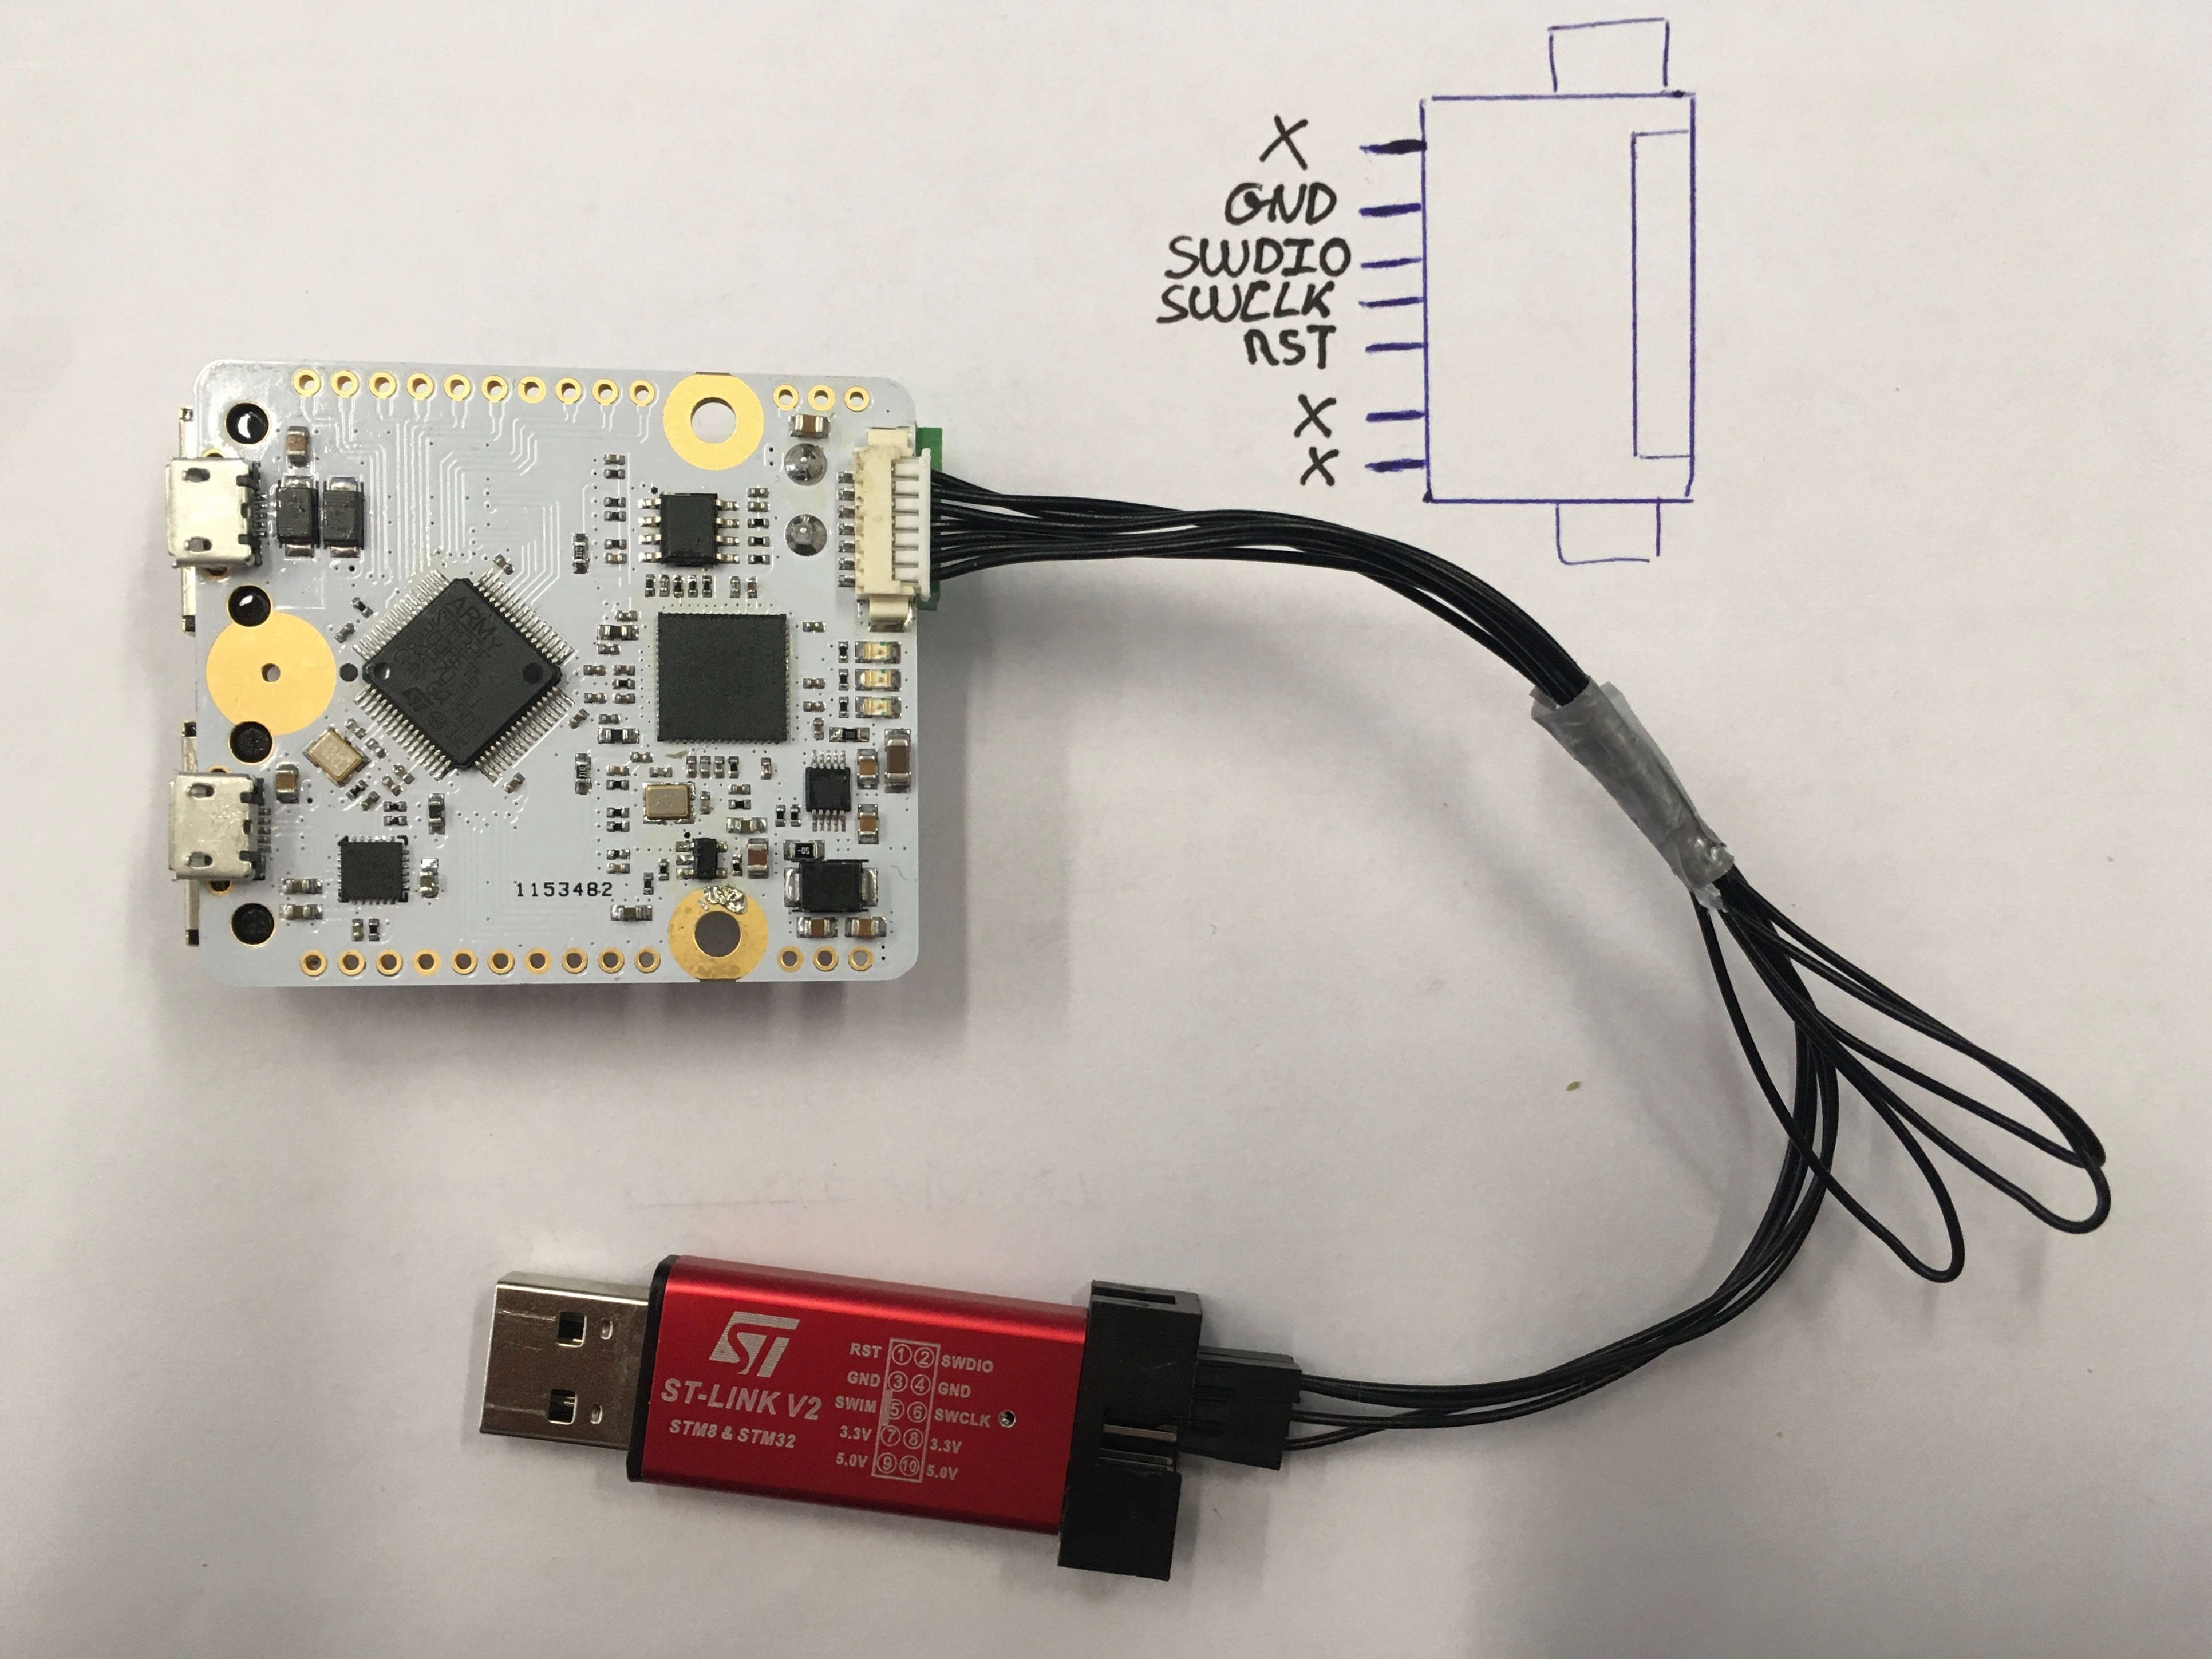 X
GND
SWDIO
SWCLK
RST
X
X
ARM
1153482
ST
ST-LINK V2
STM8 & STM32
RST 1 2 SWDIO
GND 3 4 GND
SWIM 5 6 SWCLK
3.3V 7 8 3.3V
5.0V 9 10 5.0V